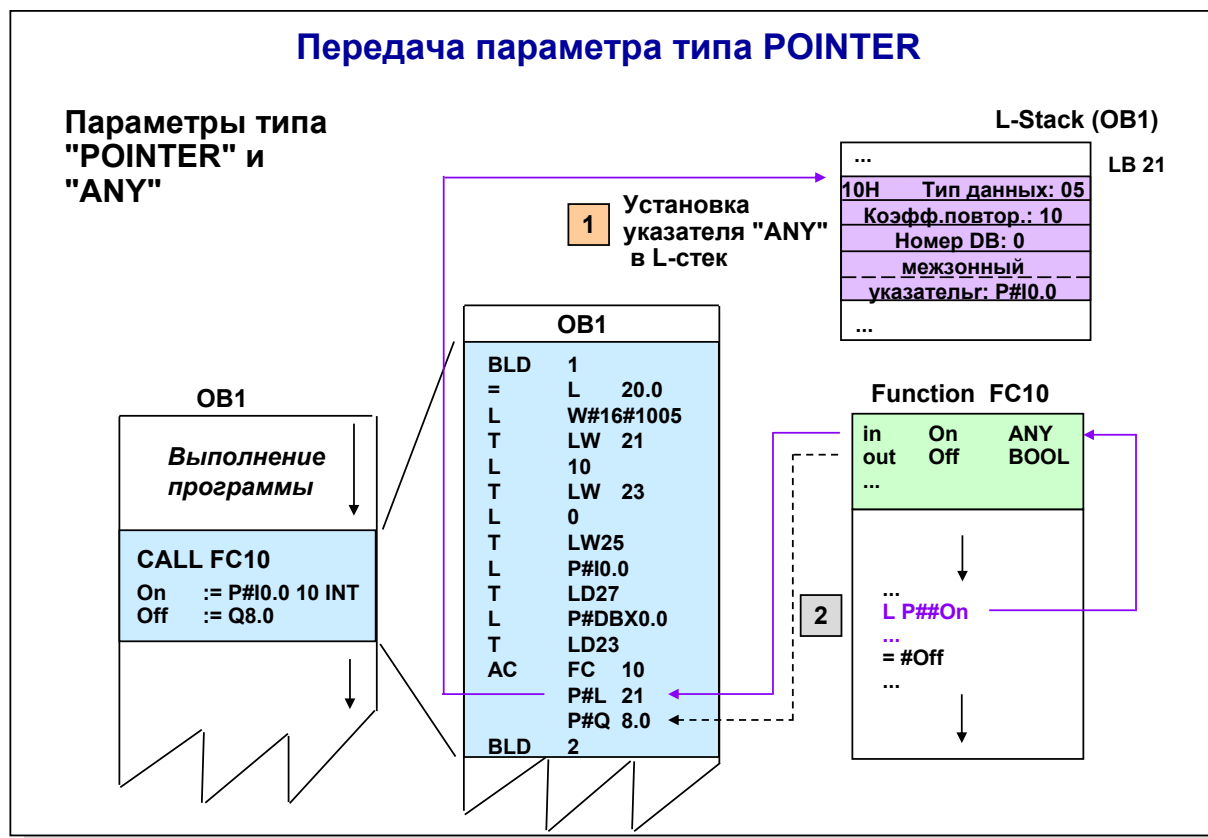 Передача параметра типа POINTER
Параметры типа
"POINTER" и
"ANY"
1
Установка
указателя "ANY"
в L-стек
L-Stack (OB1)
...
LB 21
10H Тип данных: 05
Коэфф.повтор.: 10
Номер DB: 0
межзонный
указательr: P#I0.0
...
OB1
Выполнение
программы
CALL FC10
On := P#I0.0 10 INT
Off := Q8.0
OB1
BLD 1
= L 20.0
L W#16#1005
T LW 21
L 10
T LW 23
L 0
T LW25
L P#I0.0
T LD27
L P#DBX0.0
T LD23
AC FC 10
P#L 21
P#Q 8.0
BLD 2
Function FC10
in On ANY
out Off BOOL
...
2
...
L P##On
...
= #Off
...